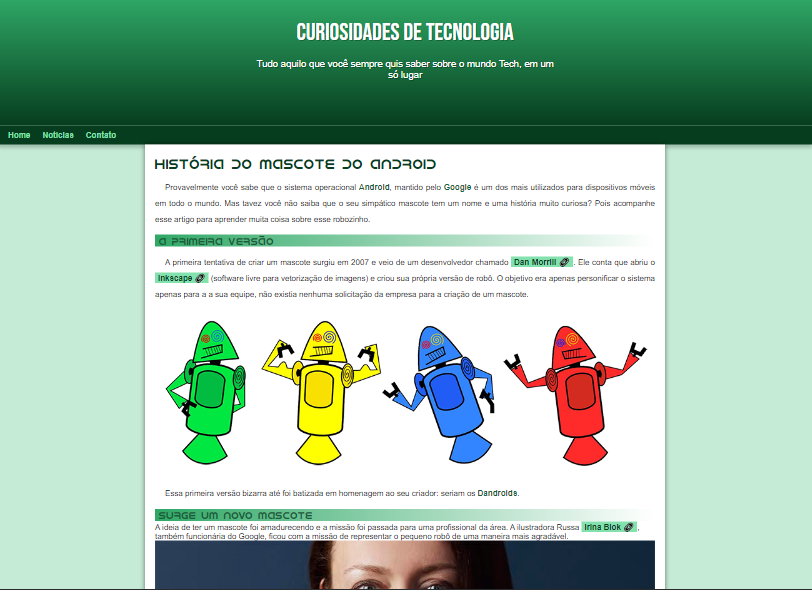 CURIOSIDADES DE TECNOLOGIA
Tudo aquilo que você sempre quis saber sobre o mundo Tech, em um
só lugar
Home Noticias Contato
HISTÓRIA DO MASCOTE DO ANDROID
Provavelmente você sabe que o sistema operacional Android, mantido pelo Google é um dos mais utilizados para dispositivos móveis
em todo o mundo. Mas tavez você não saiba que o seu simpático mascote tem um nome e uma história muito curiosa? Pois acompanhe
esse artigo para aprender muita coisa sobre esse robozinho.
A PRIMEIRA VERSÃO
A primeira tentativa de criar um mascote surgiu em 2007 e veio de um desenvolvedor chamado Dan Morrill. Ele conta que abriu o
Inkscape (software livre para vetorização de imagens) e criou sua própria versão de robô. O objetivo era apenas personificar o sistema
apenas para a a sua equipe, não existia nenhuma solicitação da empresa para a criação de um mascote.
Essa primeira versão bizarra até foi batizada em homenagem ao seu criador: seriam os Dandroids.
SURGE UM NOVO MASCOTE
A ideia de ter um mascote foi amadurecendo e a missão foi passada para uma profissional da área. A ilustradora Russa Irina Blok,
também funcionária do Google, ficou com a missão de representar o pequeno robô de uma maneira mais agradável.